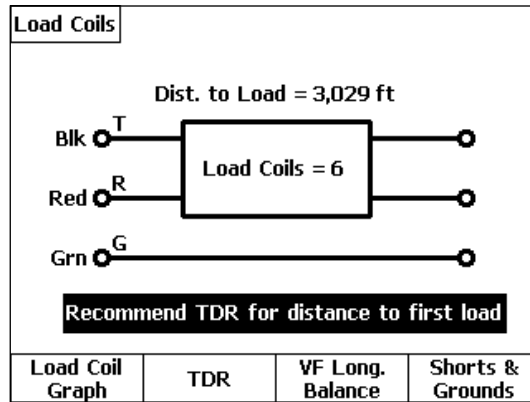 Load Coils
Dist. to Load = 3,029 ft
T
Blk
Load Coils = 6
R
Red
G
Grn
Recommend TDR for distance to first load
Load Coil
Graph
TDR
VF Long.
Balance
Shorts &
Grounds